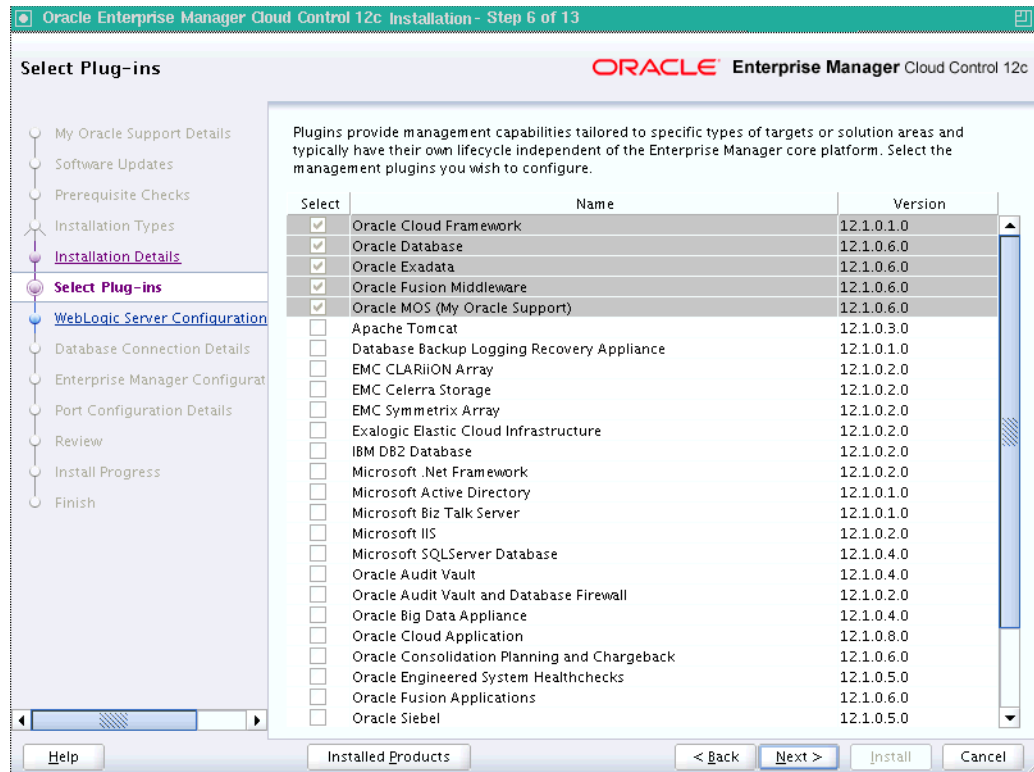 Oracle Enterprise Manager Cloud Control 12c Installation - Step 6 of 13
Select Plug-ins
ORACLE Enterprise Manager Cloud Control 12c
My Oracle Support Details
Software Updates
Prerequisite Checks
Installation Types
Installation Details
Select Plug-ins
WebLogic Server Configuration
Database Connection Details
Enterprise Manager Configurat
Port Configuration Details
Review
Install Progress
Finish
Plugins provide management capabilities tailored to specific types of targets or solution areas and
typically have their own lifecycle independent of the Enterprise Manager core platform. Select the
management plugins you wish to configure.
Select Name Version
Oracle Cloud Framework 12.1.0.1.0
Oracle Database 12.1.0.6.0
Oracle Exadata 12.1.0.6.0
Oracle Fusion Middleware 12.1.0.6.0
Oracle MOS (My Oracle Support) 12.1.0.6.0
Apache Tomcat 12.1.0.3.0
Database Backup Logging Recovery Appliance 12.1.0.1.0
EMC CLARiiON Array 12.1.0.2.0
EMC Celerra Storage 12.1.0.2.0
EMC Symmetrix Array 12.1.0.2.0
Exalogic Elastic Cloud Infrastructure 12.1.0.2.0
IBM DB2 Database 12.1.0.2.0
Microsoft .Net Framework 12.1.0.2.0
Microsoft Active Directory 12.1.0.1.0
Microsoft Biz Talk Server 12.1.0.1.0
Microsoft IIS 12.1.0.2.0
Microsoft SQLServer Database 12.1.0.4.0
Oracle Audit Vault 12.1.0.4.0
Oracle Audit Vault and Database Firewall 12.1.0.2.0
Oracle Big Data Appliance 12.1.0.4.0
Oracle Cloud Application 12.1.0.8.0
Oracle Consolidation Planning and Chargeback 12.1.0.6.0
Oracle Engineered System Healthchecks 12.1.0.5.0
Oracle Fusion Applications 12.1.0.6.0
Oracle Siebel 12.1.0.5.0
Help Installed Products < Back Next > Install Cancel